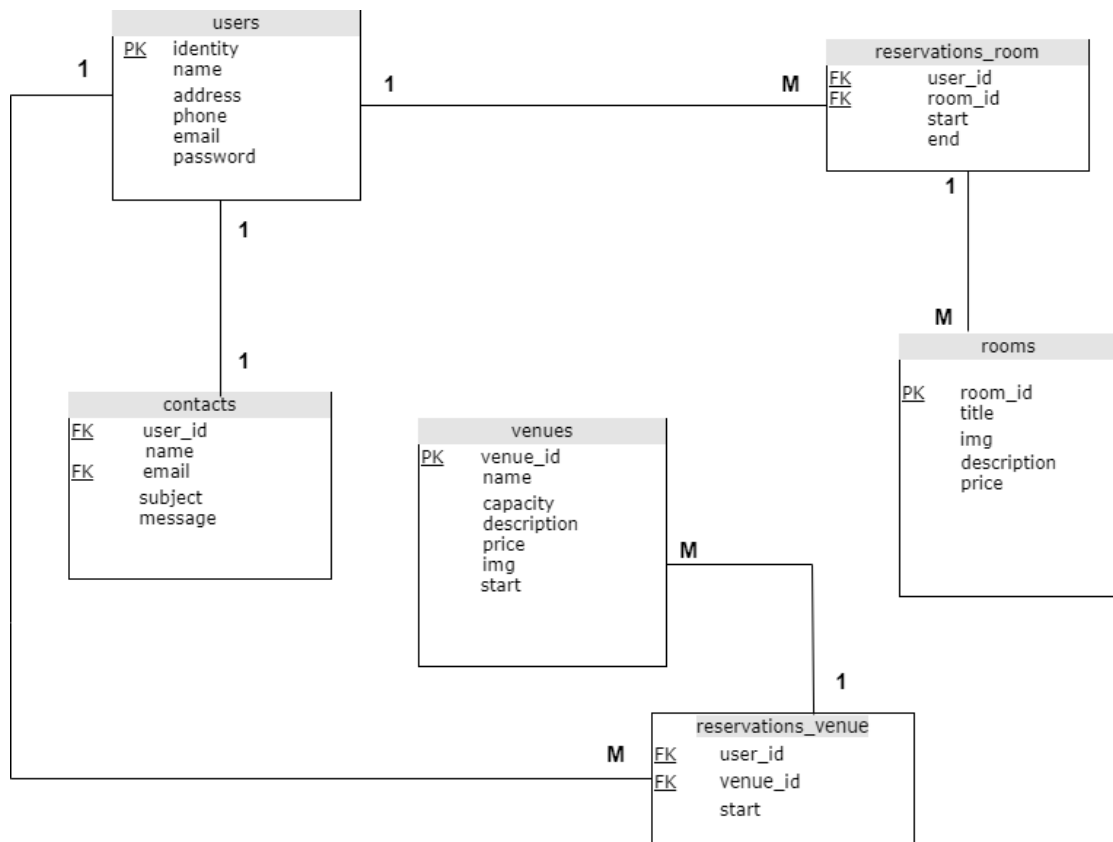 users
PK identity
name
address
phone
email
password
1
1
M
1
reservations_room
FK user_id
FK room_id
start
end
1
M
rooms
PK room_id
title
img
description
price
1
contacts
FK user_id
name
FK email
subject
message
venues
PK venue_id
name
capacity
description
price
img
start
M
1
M
reservations_venue
FK user_id
FK venue_id
start